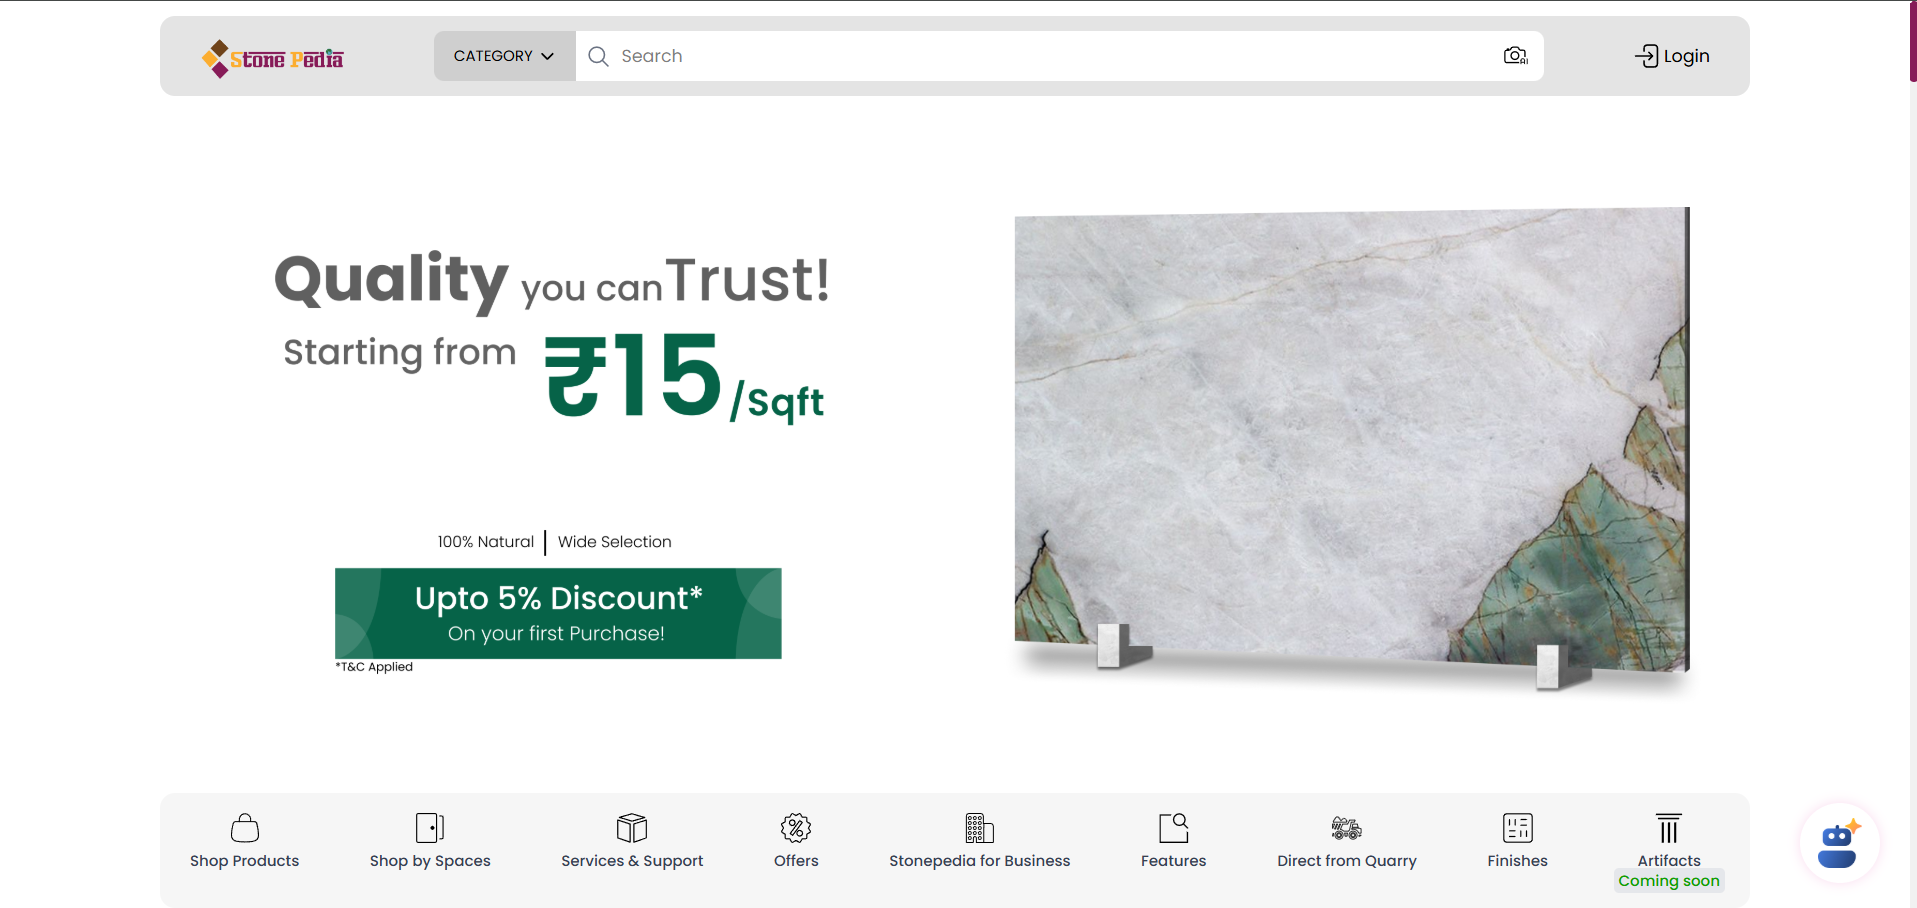 Stone Pedia
CATEGORY
Search
AI
Login
Quality you can Trust!
Starting from ₹15/Sqft
100% Natural | Wide Selection
Upto 5% Discount*
On your first Purchase!
*T&C Applied
Shop Products
Shop by Spaces
Services & Support
Offers
Stonepedia for Business
Features
Direct from Quarry
Finishes
Artifacts
Coming soon